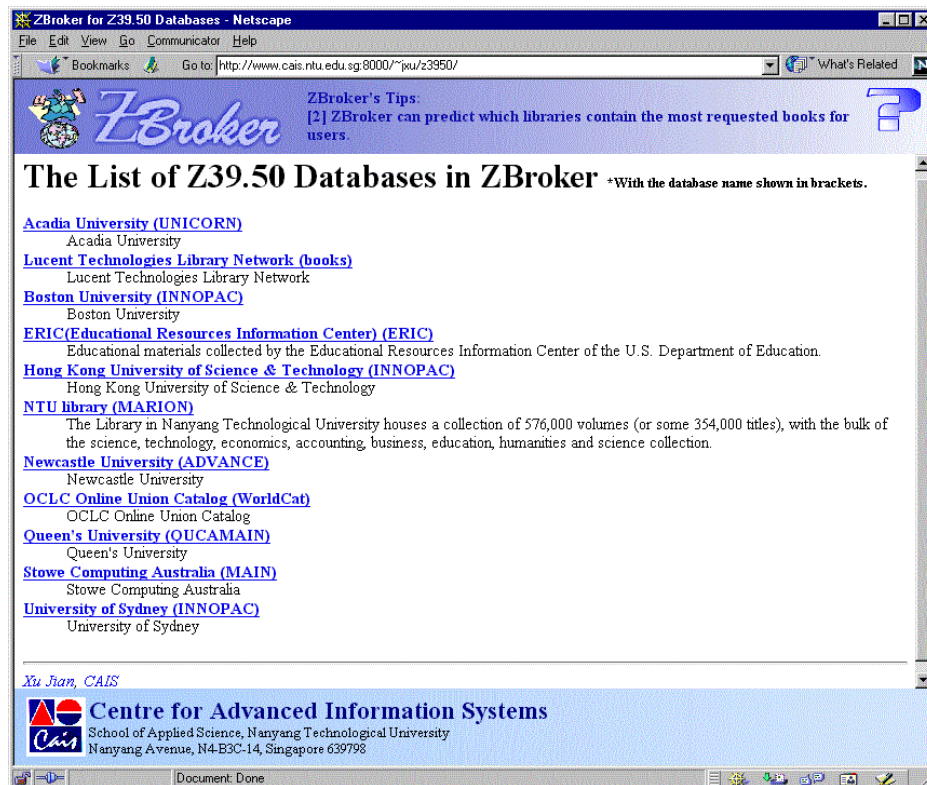 ZBroker for Z39.50 Databases - Netscape
File Edit View Go Communicator Help
Bookmarks Go to: http://www.cais.ntu.edu.sg:8000/~jxu/z3950/ What's Related N
ZBroker
ZBroker's Tips:
[2] ZBroker can predict which libraries contain the most requested books for
users.
The List of Z39.50 Databases in ZBroker *With the database name shown in brackets.
Acadia University (UNICORN)
Acadia University
Lucent Technologies Library Network (books)
Lucent Technologies Library Network
Boston University (INNOPAC)
Boston University
ERIC(Educational Resources Information Center) (ERIC)
Educational materials collected by the Educational Resources Information Center of the U.S. Department of Education.
Hong Kong University of Science & Technology (INNOPAC)
Hong Kong University of Science & Technology
NTU library (MARION)
The Library in Nanyang Technological University houses a collection of 576,000 volumes (or some 354,000 titles), with the bulk of
the science, technology, economics, accounting, business, education, humanities and science collection.
Newcastle University (ADVANCE)
Newcastle University
OCLC Online Union Catalog (WorldCat)
OCLC Online Union Catalog
Queen's University (QUCAMAIN)
Queen's University
Stowe Computing Australia (MAIN)
Stowe Computing Australia
University of Sydney (INNOPAC)
University of Sydney
Xu Jian, CAIS
Cais
Centre for Advanced Information Systems
School of Applied Science, Nanyang Technological University
Nanyang Avenue, N4-B3C-14, Singapore 639798
Document: Done